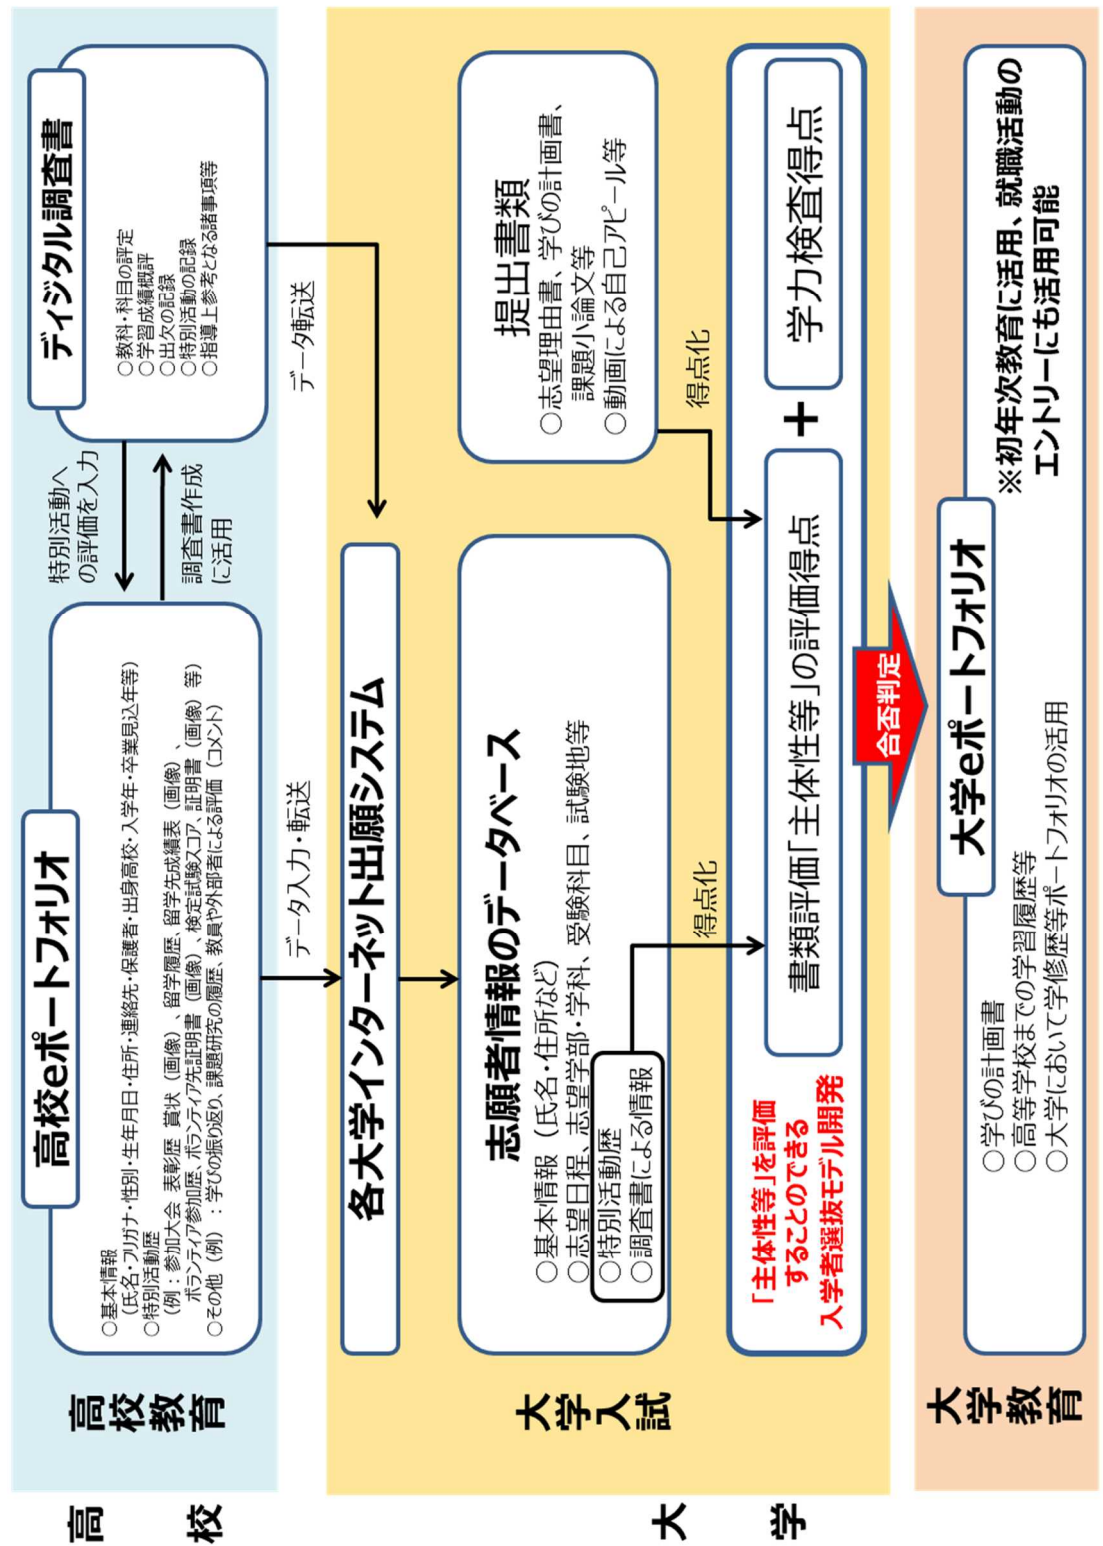 高校
高校教育
高校eポートフォリオ
○基本情報
（氏名・フリガナ・性別・生年月日・住所・連絡先・保護者・出身高校・入学年・卒業見込年等）
○特別活動歴
（例：参加大会 表彰歴 賞状（画像）、留学履歴、留学先成績表（画像）、
ボランティア参加歴、ボランティア先証明書（画像）、検定試験スコア、証明書（画像）等）
○その他（例）：学びの振り返り、課題研究の履歴、教員や外部者による評価（コメント）
特別活動へ
の評価を入力
調査書作成
に活用
ディジタル調査書
○教科・科目の評定
○学習成績概評
○出欠の記録
○特別活動の記録
○指導上参考となる諸事項等
データ入力・転送
データ転送
大学
大学入試
各大学インターネット出願システム
志願者情報のデータベース
○基本情報（氏名・住所など）
○志望日程、志望学部・学科、受験科目、試験地等
○特別活動歴
○調査書による情報
提出書類
○志望理由書、学びの計画書、
課題小論文等
○動画による自己アピール等
得点化
得点化
「主体性等」を評価
することのできる
入学者選抜モデル開発
書類評価「主体性等」の評価得点
＋
学力検査得点
合否判定
大学教育
大学eポートフォリオ
○学びの計画書
○高等学校までの学習履歴等
○大学において学修歴等ポートフォリオの活用
※初年次教育に活用、就職活動の
エントリーにも活用可能